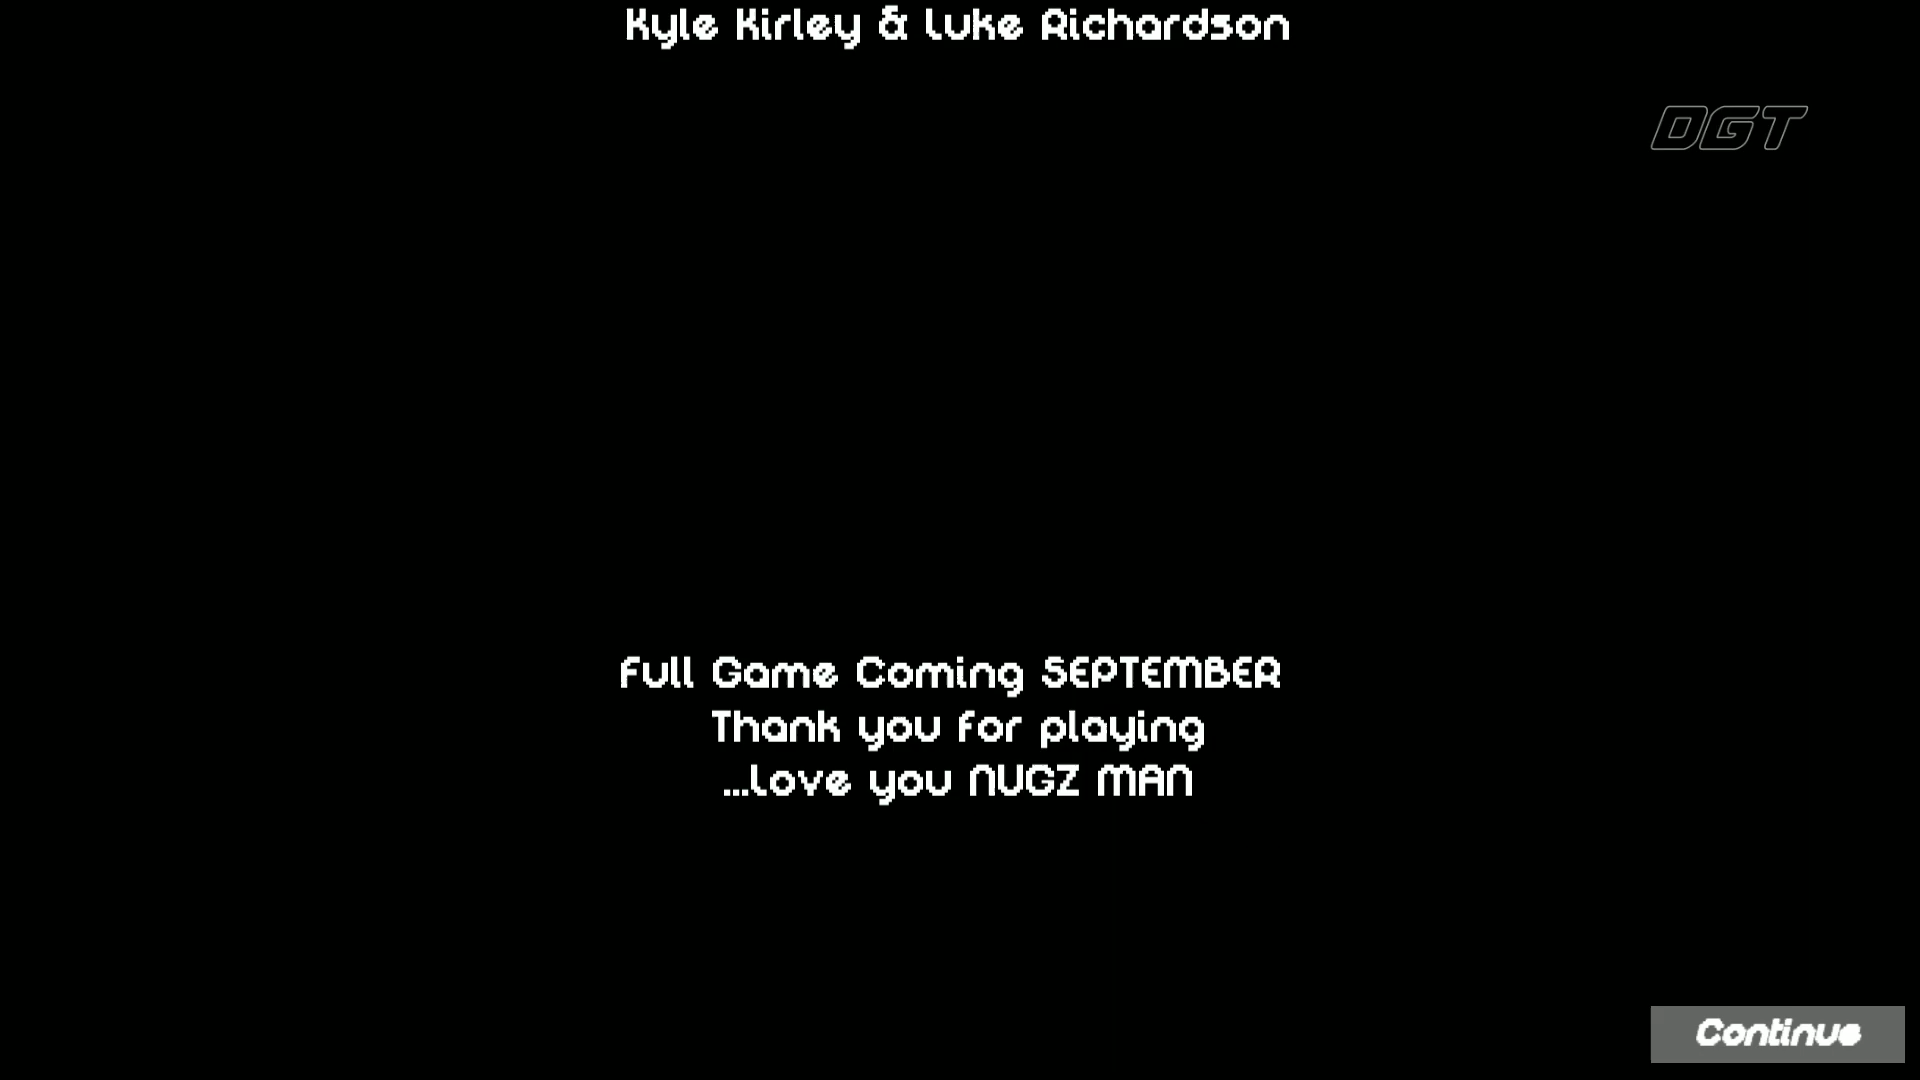 Kyle Kirley & Luke Richardson
DGT
Full Game Coming SEPTEMBER
Thank you for playing
...Love you NUGZ MAN
Continue